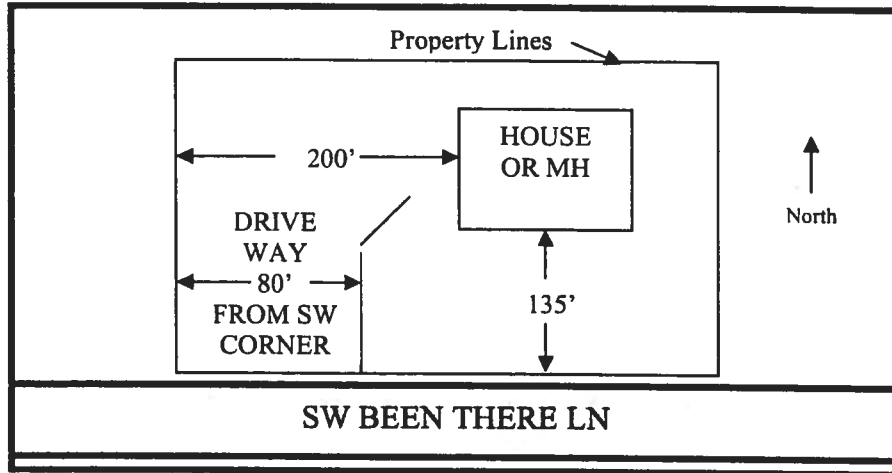 Property Lines
HOUSE
OR MH
200’
North
DRIVE
WAY
80’
FROM SW
CORNER
135’
SW BEEN THERE LN